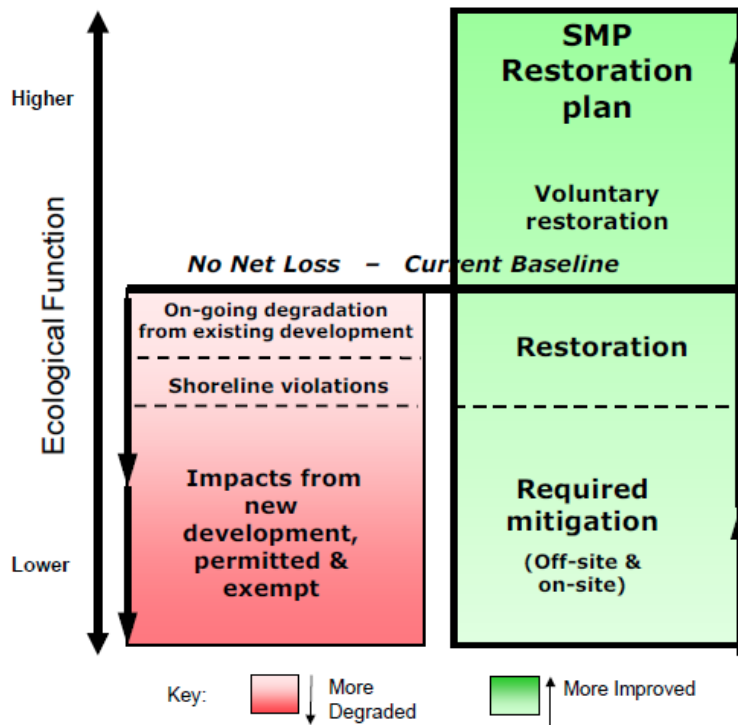 Higher
Ecological Function
Lower
SMP
Restoration
plan
Voluntary
restoration
No Net Loss – Current Baseline
On-going degradation
from existing development
Shoreline violations
Impacts from
new
development,
permitted &
exempt
Restoration
Required
mitigation
(Off-site &
on-site)
Key:
More
Degraded
More Improved